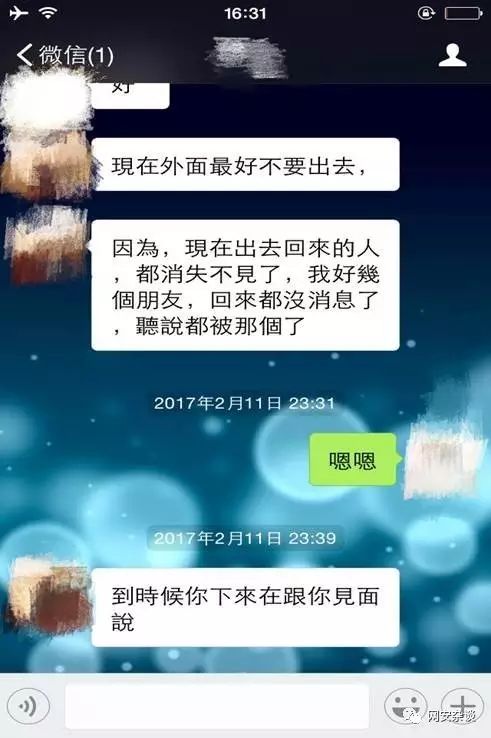 16:31
微信(1)
好
現在外面最好不要出去，
因為，現在出去回來的人
，都消失不見了，我好幾
個朋友，回來都沒消息了
，聽說都被那個了
2017年2月11日 23:31
嗯嗯
2017年2月11日 23:39
到時候你下來在跟你見面
說
网安杂谈